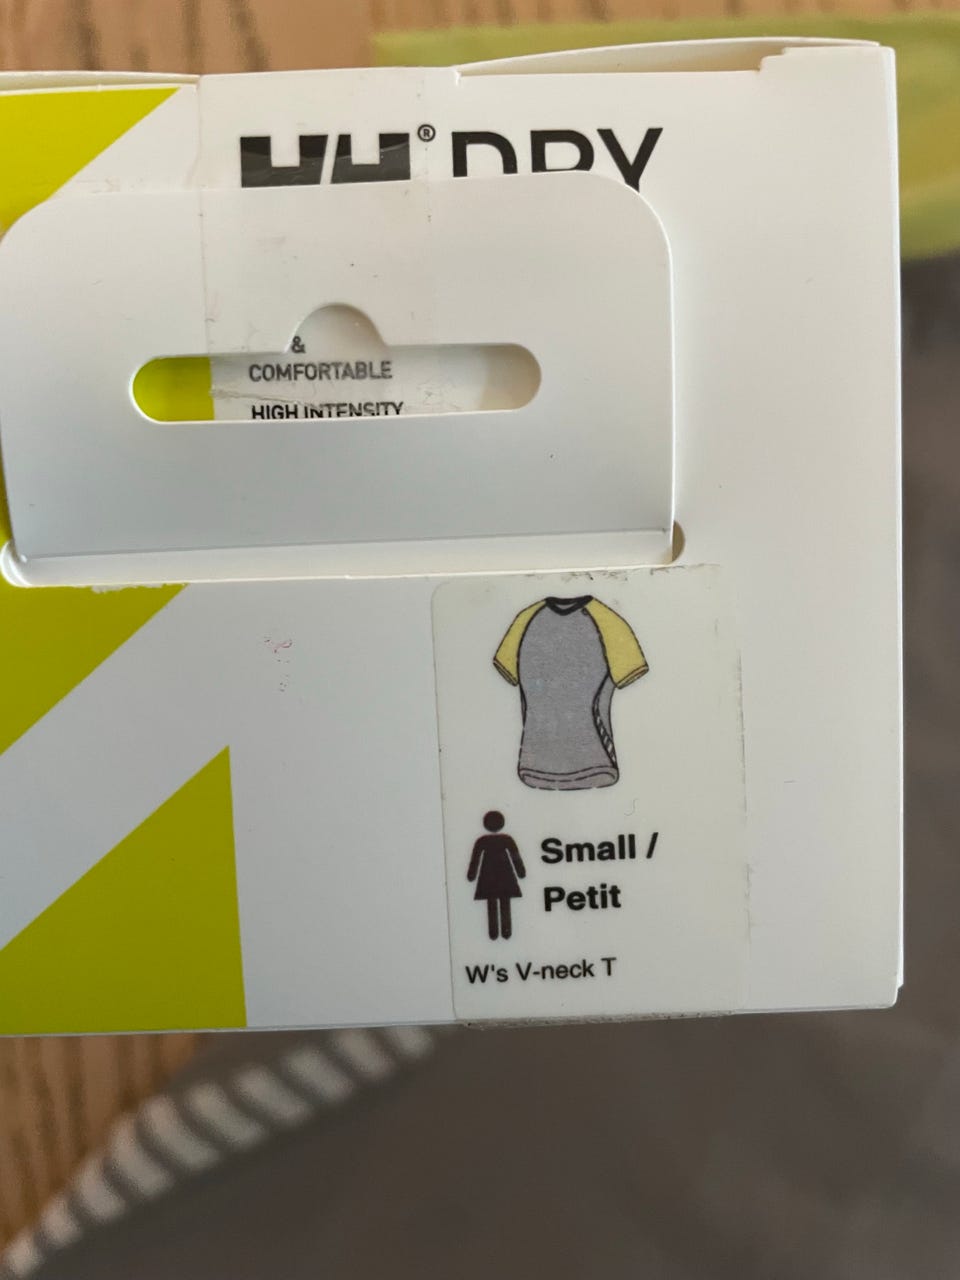 HH® DRY
&
COMFORTABLE
HIGH INTENSITY
Small /
Petit
W's V-neck T